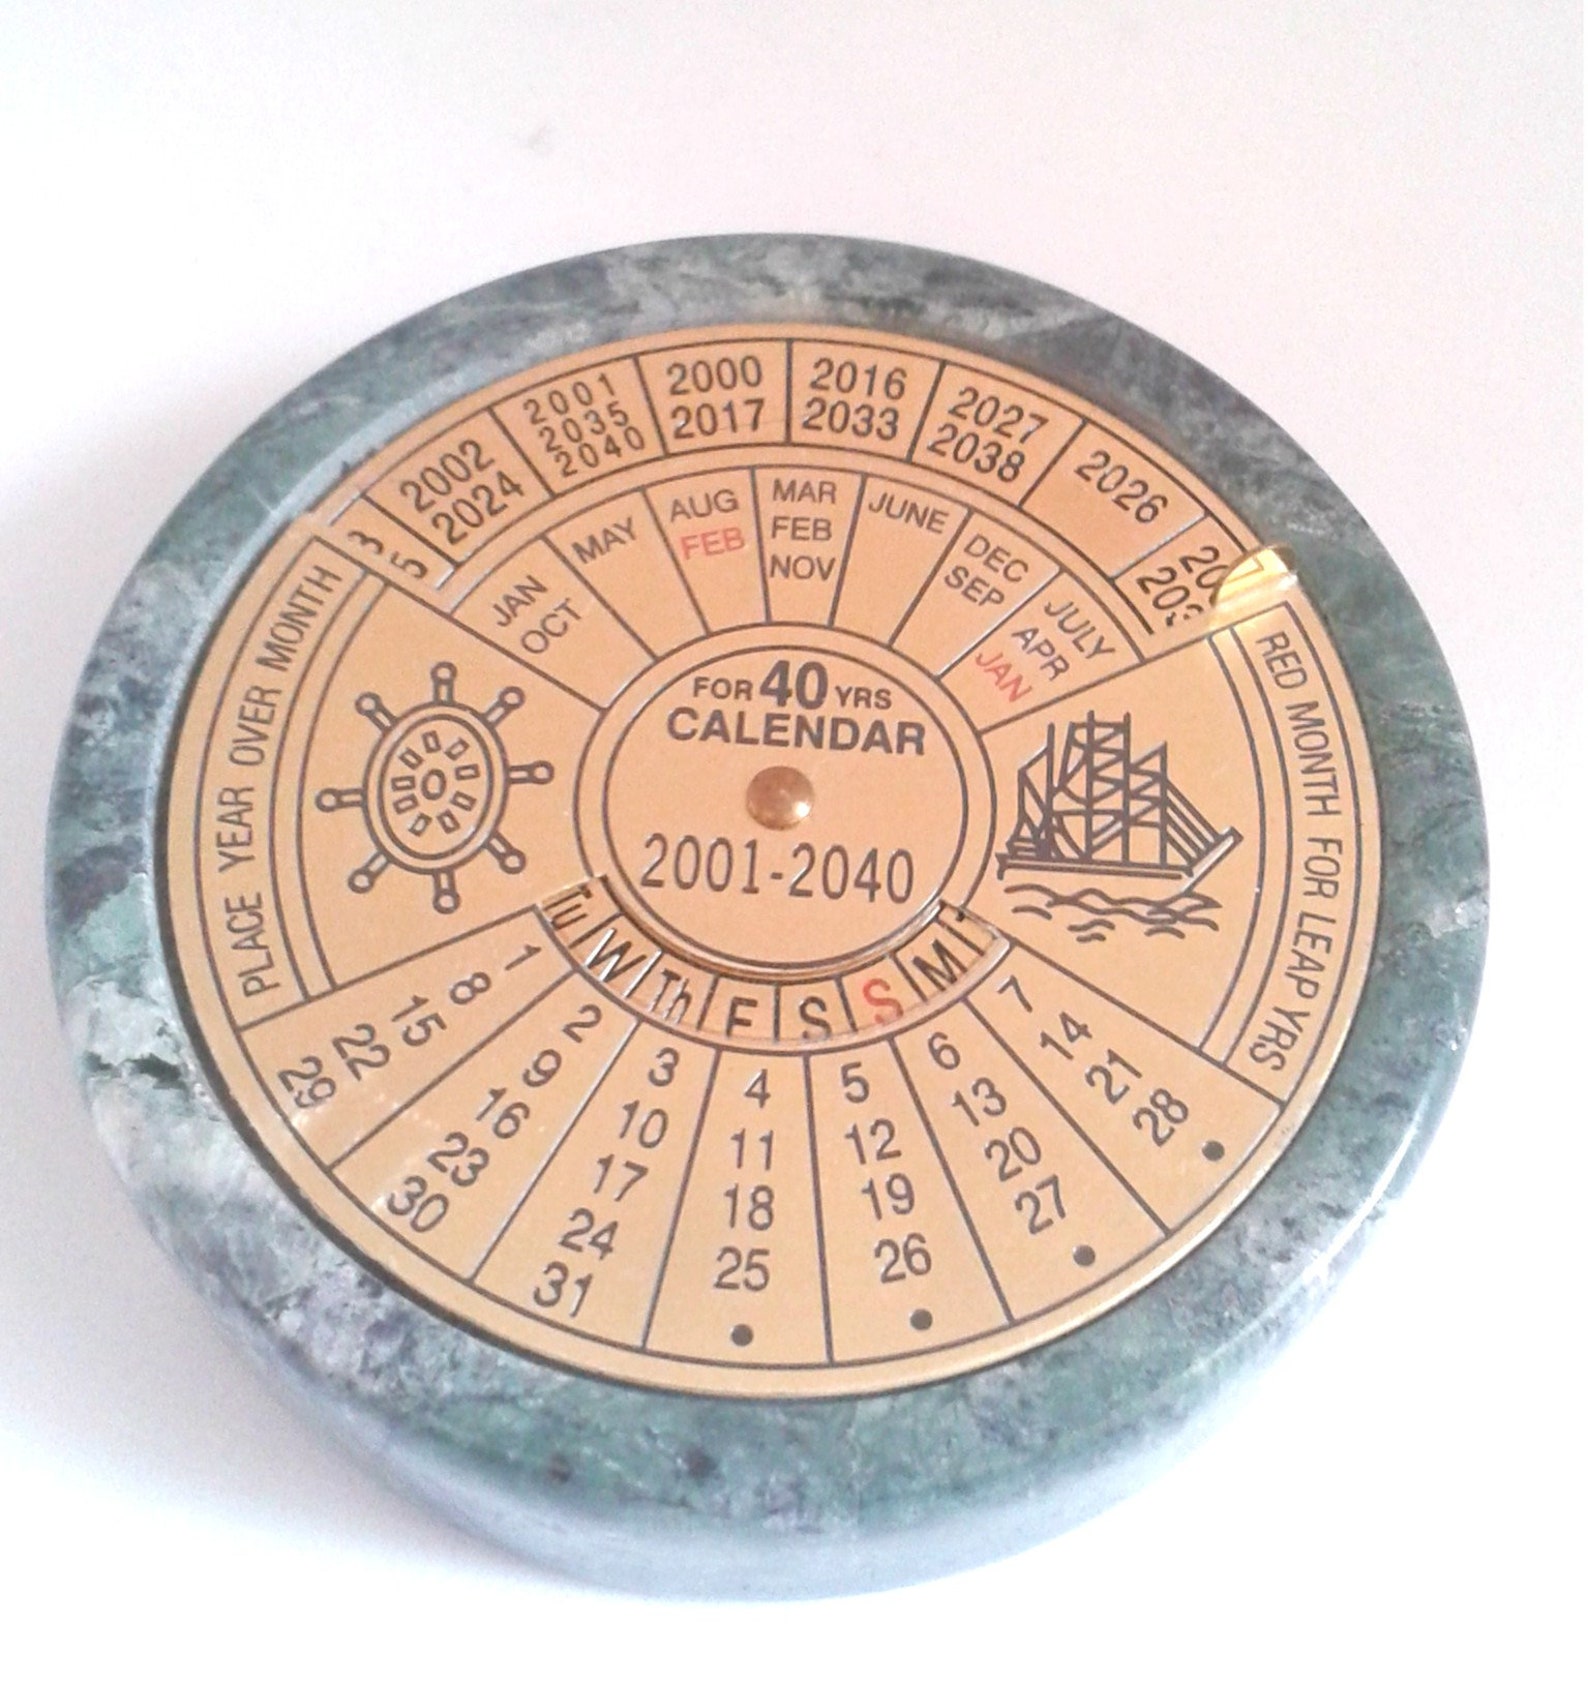 2002
2024
2001
2035
2040
2000
2017
2016
2033
2027
2038
2026
3
5
JAN
OCT
MAY
AUG
FEB
MAR
FEB
NOV
JUNE
DEC
SEP
JULY
APR
JAN
PLACE YEAR OVER MONTH
RED MONTH FOR LEAP YRS
FOR 40 YRS
CALENDAR
2001-2040
Tu W Th F S S M
1 8 15 22 29
2 9 16 23 30
3 10 17 24 31
4 11 18 25
5 12 19 26
6 13 20 27
7 14 21 28